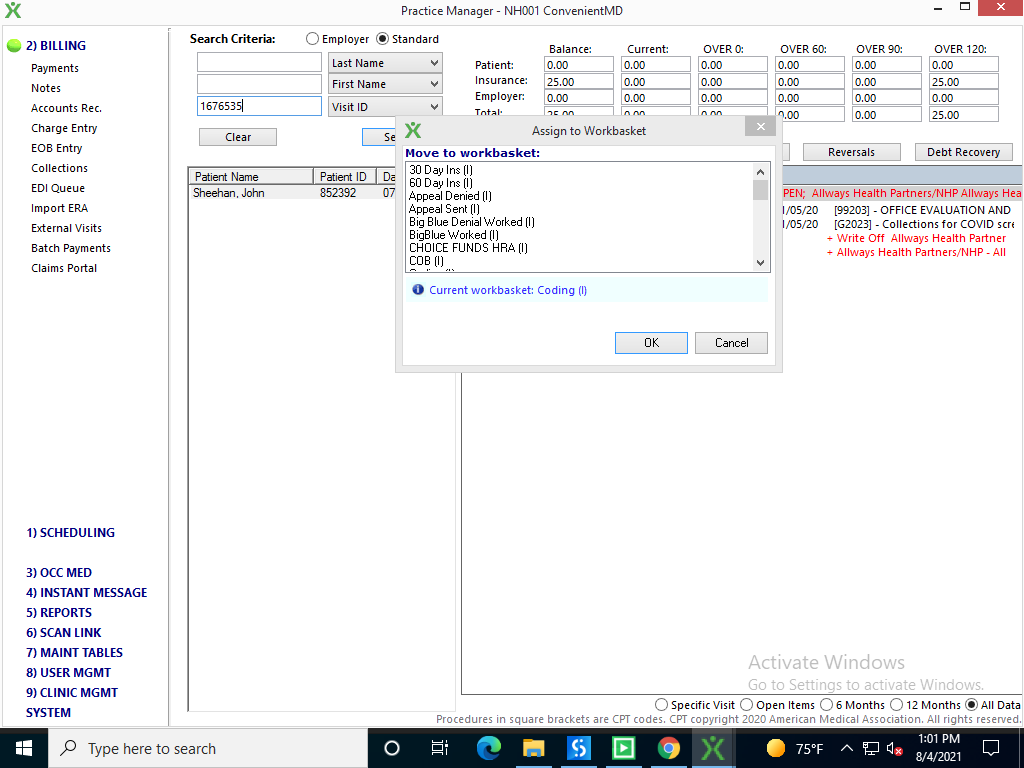 Practice Manager - NH001 ConvenientMD
2) BILLING
Payments
Notes
Accounts Rec.
Charge Entry
EOB Entry
Collections
EDI Queue
Import ERA
External Visits
Batch Payments
Claims Portal
1) SCHEDULING
3) OCC MED
4) INSTANT MESSAGE
5) REPORTS
6) SCAN LINK
7) MAINT TABLES
8) USER MGMT
9) CLINIC MGMT
SYSTEM
Search Criteria: Employer Standard
Last Name
First Name
1676535 Visit ID
Clear Se
Balance: Current: OVER 0: OVER 60: OVER 90: OVER 120:
Patient: 0.00 0.00 0.00 0.00 0.00 0.00
Insurance: 25.00 0.00 0.00 0.00 0.00 25.00
Employer: 0.00 0.00 0.00 0.00 0.00 0.00
Total: 25.00 0.00 0.00 0.00 0.00 25.00
Reversals Debt Recovery
Patient Name Patient ID Da
Sheehan, John 852392 07
PEN; Allways Health Partners/NHP Allways Hea
1/05/20 [99203] - OFFICE EVALUATION AND
1/05/20 [G2023] - Collections for COVID scre
+ Write Off Allways Health Partner
+ Allways Health Partners/NHP - All
Assign to Workbasket
Move to workbasket:
30 Day Ins (I)
60 Day Ins (I)
Appeal Denied (I)
Appeal Sent (I)
Big Blue Denial Worked (I)
BigBlue Worked (I)
CHOICE FUNDS HRA (I)
COB (I)
Coding (I)
Current workbasket: Coding (I)
OK Cancel
Activate Windows
Go to Settings to activate Windows.
Specific Visit Open Items 6 Months 12 Months All Data
Procedures in square brackets are CPT codes. CPT copyright 2020 American Medical Association. All rights reserved.
Type here to search
75°F
1:01 PM
8/4/2021